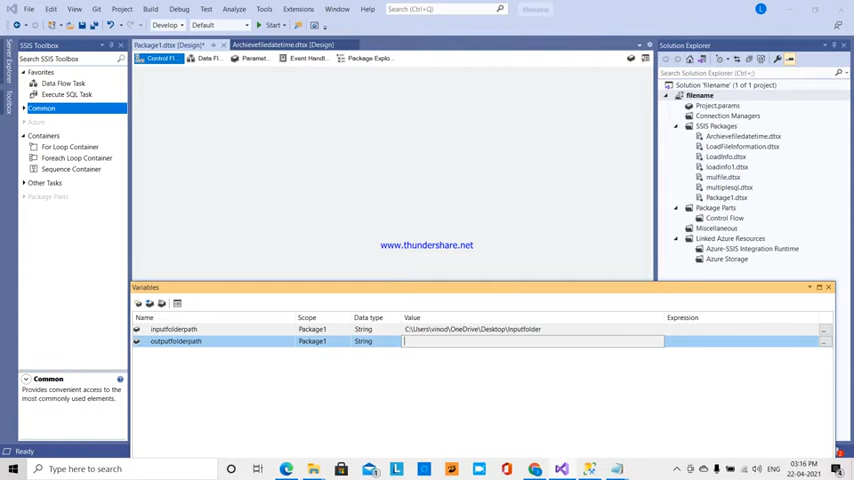 File Edit View Git Project Build Debug Test Analyze Tools Extensions Window Help Search (Ctrl+Q) filename L
Develop Default Start
Server Explorer
Toolbox
SSIS Toolbox
Search SSIS Toolbox
Favorites
Data Flow Task
Execute SQL Task
Common
Azure
Containers
For Loop Container
Foreach Loop Container
Sequence Container
Other Tasks
Package Parts
Common
Provides convenient access to the
most commonly used elements.
Package1.dtsx [Design]* Archievefiledatetime.dtsx [Design]
Control Fl... Data Fl... Paramet... Event Handl... Package Explo...
www.thundershare.net
Variables
Name Scope Data type Value Expression
inputfolderpath Package1 String C:\Users\vinod\OneDrive\Desktop\Inputfolder ...
outputfolderpath Package1 String ...
Solution Explorer
Search Solution Explorer (Ctrl+;)
Solution 'filename' (1 of 1 project)
filename
Project.params
Connection Managers
SSIS Packages
Archievefiledatetime.dtsx
LoadFileInformation.dtsx
LoadInfo.dtsx
loadinfo1.dtsx
mulfile.dtsx
multiplesql.dtsx
Package1.dtsx
Package Parts
Control Flow
Miscellaneous
Linked Azure Resources
Azure-SSIS Integration Runtime
Azure Storage
Ready
Type here to search
ENG
03:16 PM
22-04-2021